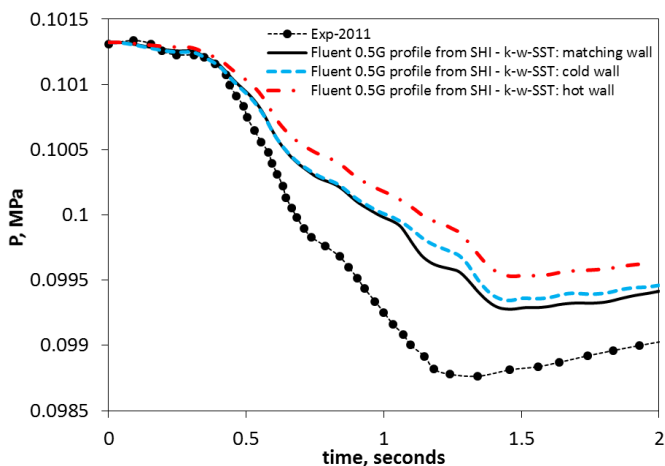 0.1015
0.101
0.1005
0.1
0.0995
0.099
0.0985
P, MPa
Exp-2011
Fluent 0.5G profile from SHI - k-w-SST: matching wall
Fluent 0.5G profile from SHI - k-w-SST: cold wall
Fluent 0.5G profile from SHI - k-w-SST: hot wall
0 0.5 1 1.5 2
time, seconds